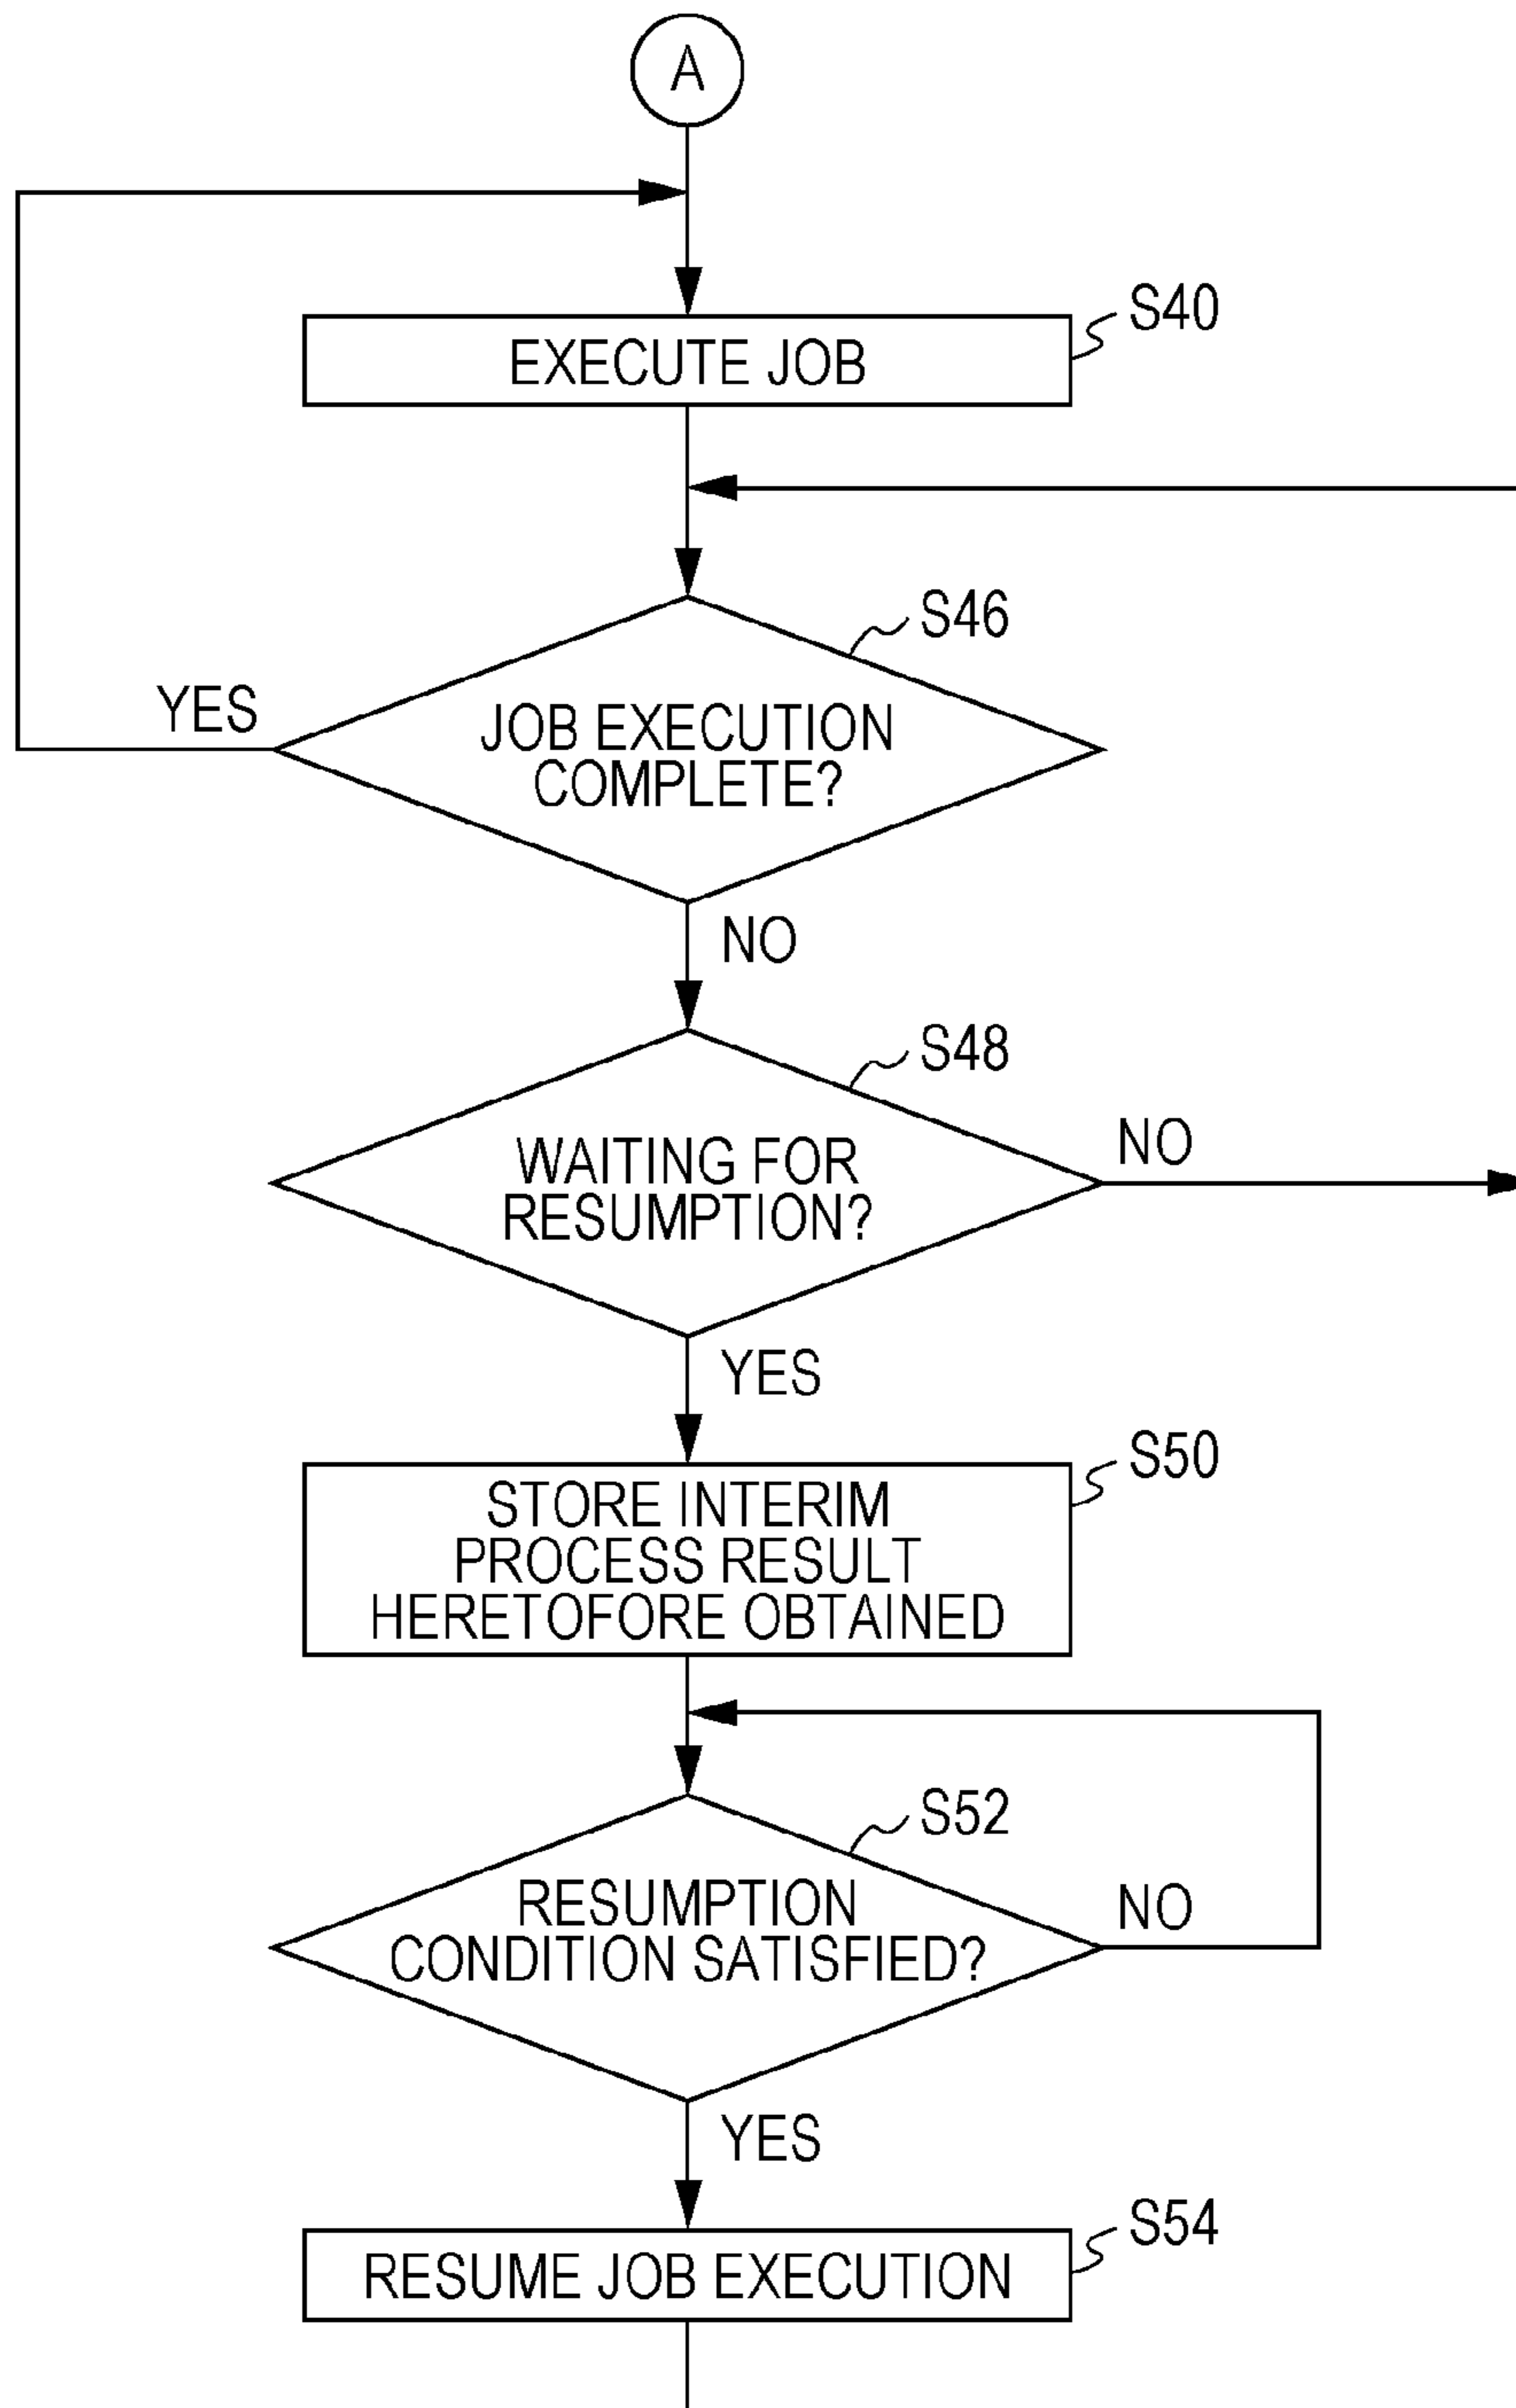 A
S40
EXECUTE JOB
S46
YES
JOB EXECUTION
COMPLETE?
NO
S48
WAITING FOR
RESUMPTION?
NO
YES
S50
STORE INTERIM
PROCESS RESULT
HERETOFORE OBTAINED
S52
RESUMPTION
CONDITION SATISFIED?
NO
YES
S54
RESUME JOB EXECUTION